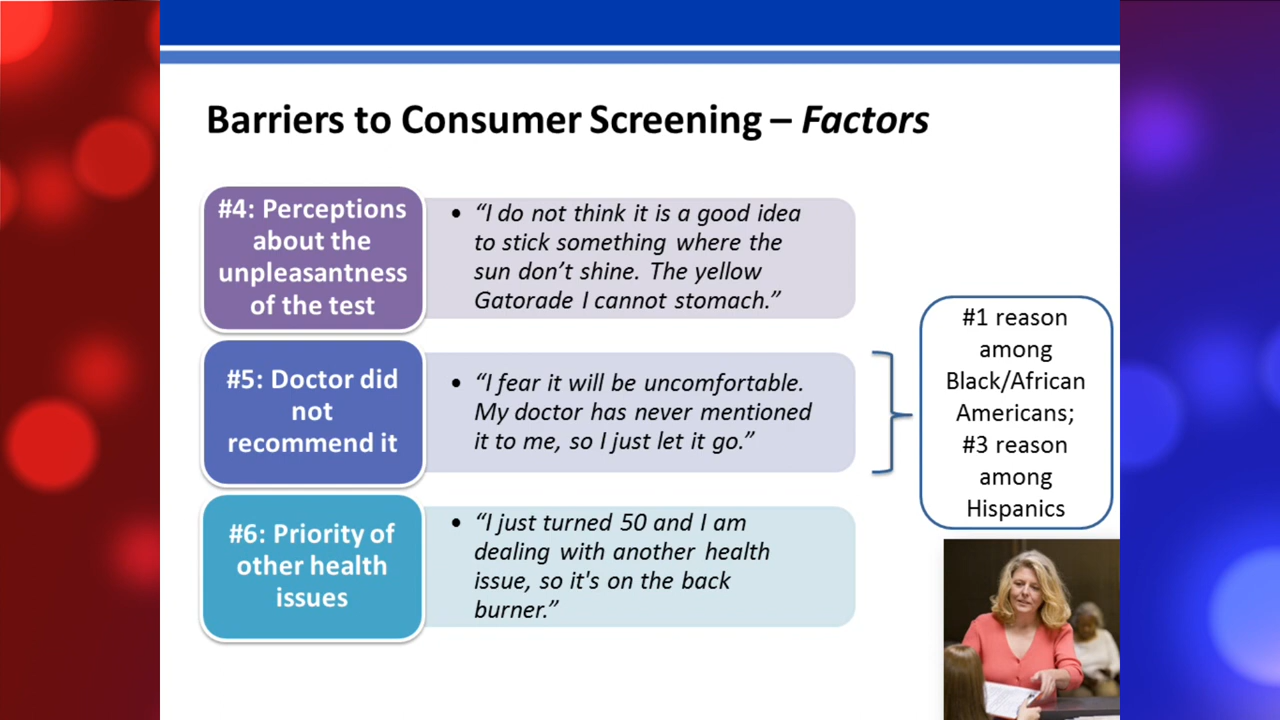 Barriers to Consumer Screening – Factors
#4: Perceptions
about the
unpleasantness
of the test
• “I do not think it is a good idea
to stick something where the
sun don’t shine. The yellow
Gatorade I cannot stomach.”
#5: Doctor did
not
recommend it
• “I fear it will be uncomfortable.
My doctor has never mentioned
it to me, so I just let it go.”
#1 reason
among
Black/African
Americans;
#3 reason
among
Hispanics
#6: Priority of
other health
issues
• “I just turned 50 and I am
dealing with another health
issue, so it's on the back
burner.”